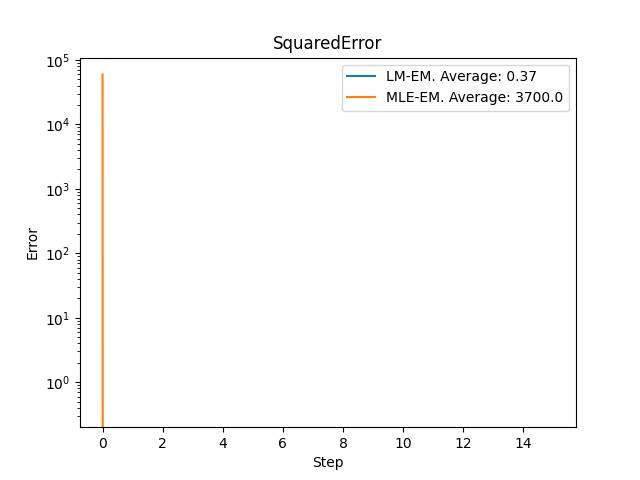 SquaredError
LM-EM. Average: 0.37
MLE-EM. Average: 3700.0
Error
10^5
10^4
10^3
10^2
10^1
10^0
0 2 4 6 8 10 12 14
Step